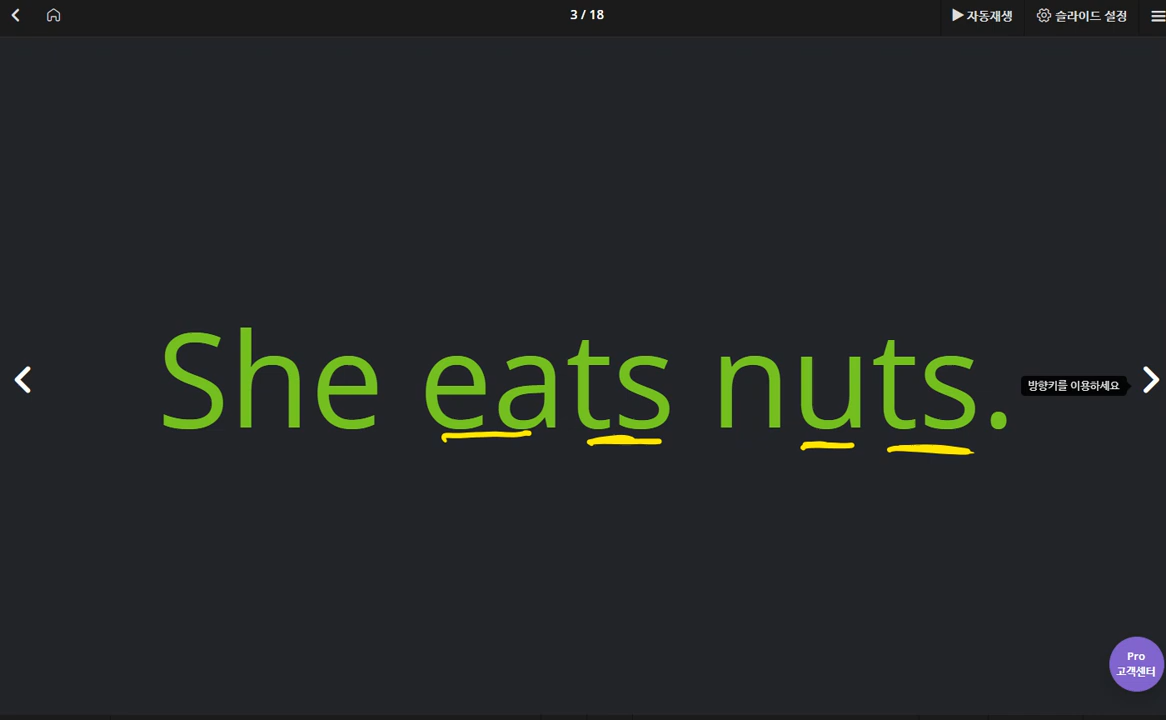 3 / 18
자동재생
슬라이드 설정
She eats nuts.
방향키를 이용하세요
Pro
고객센터